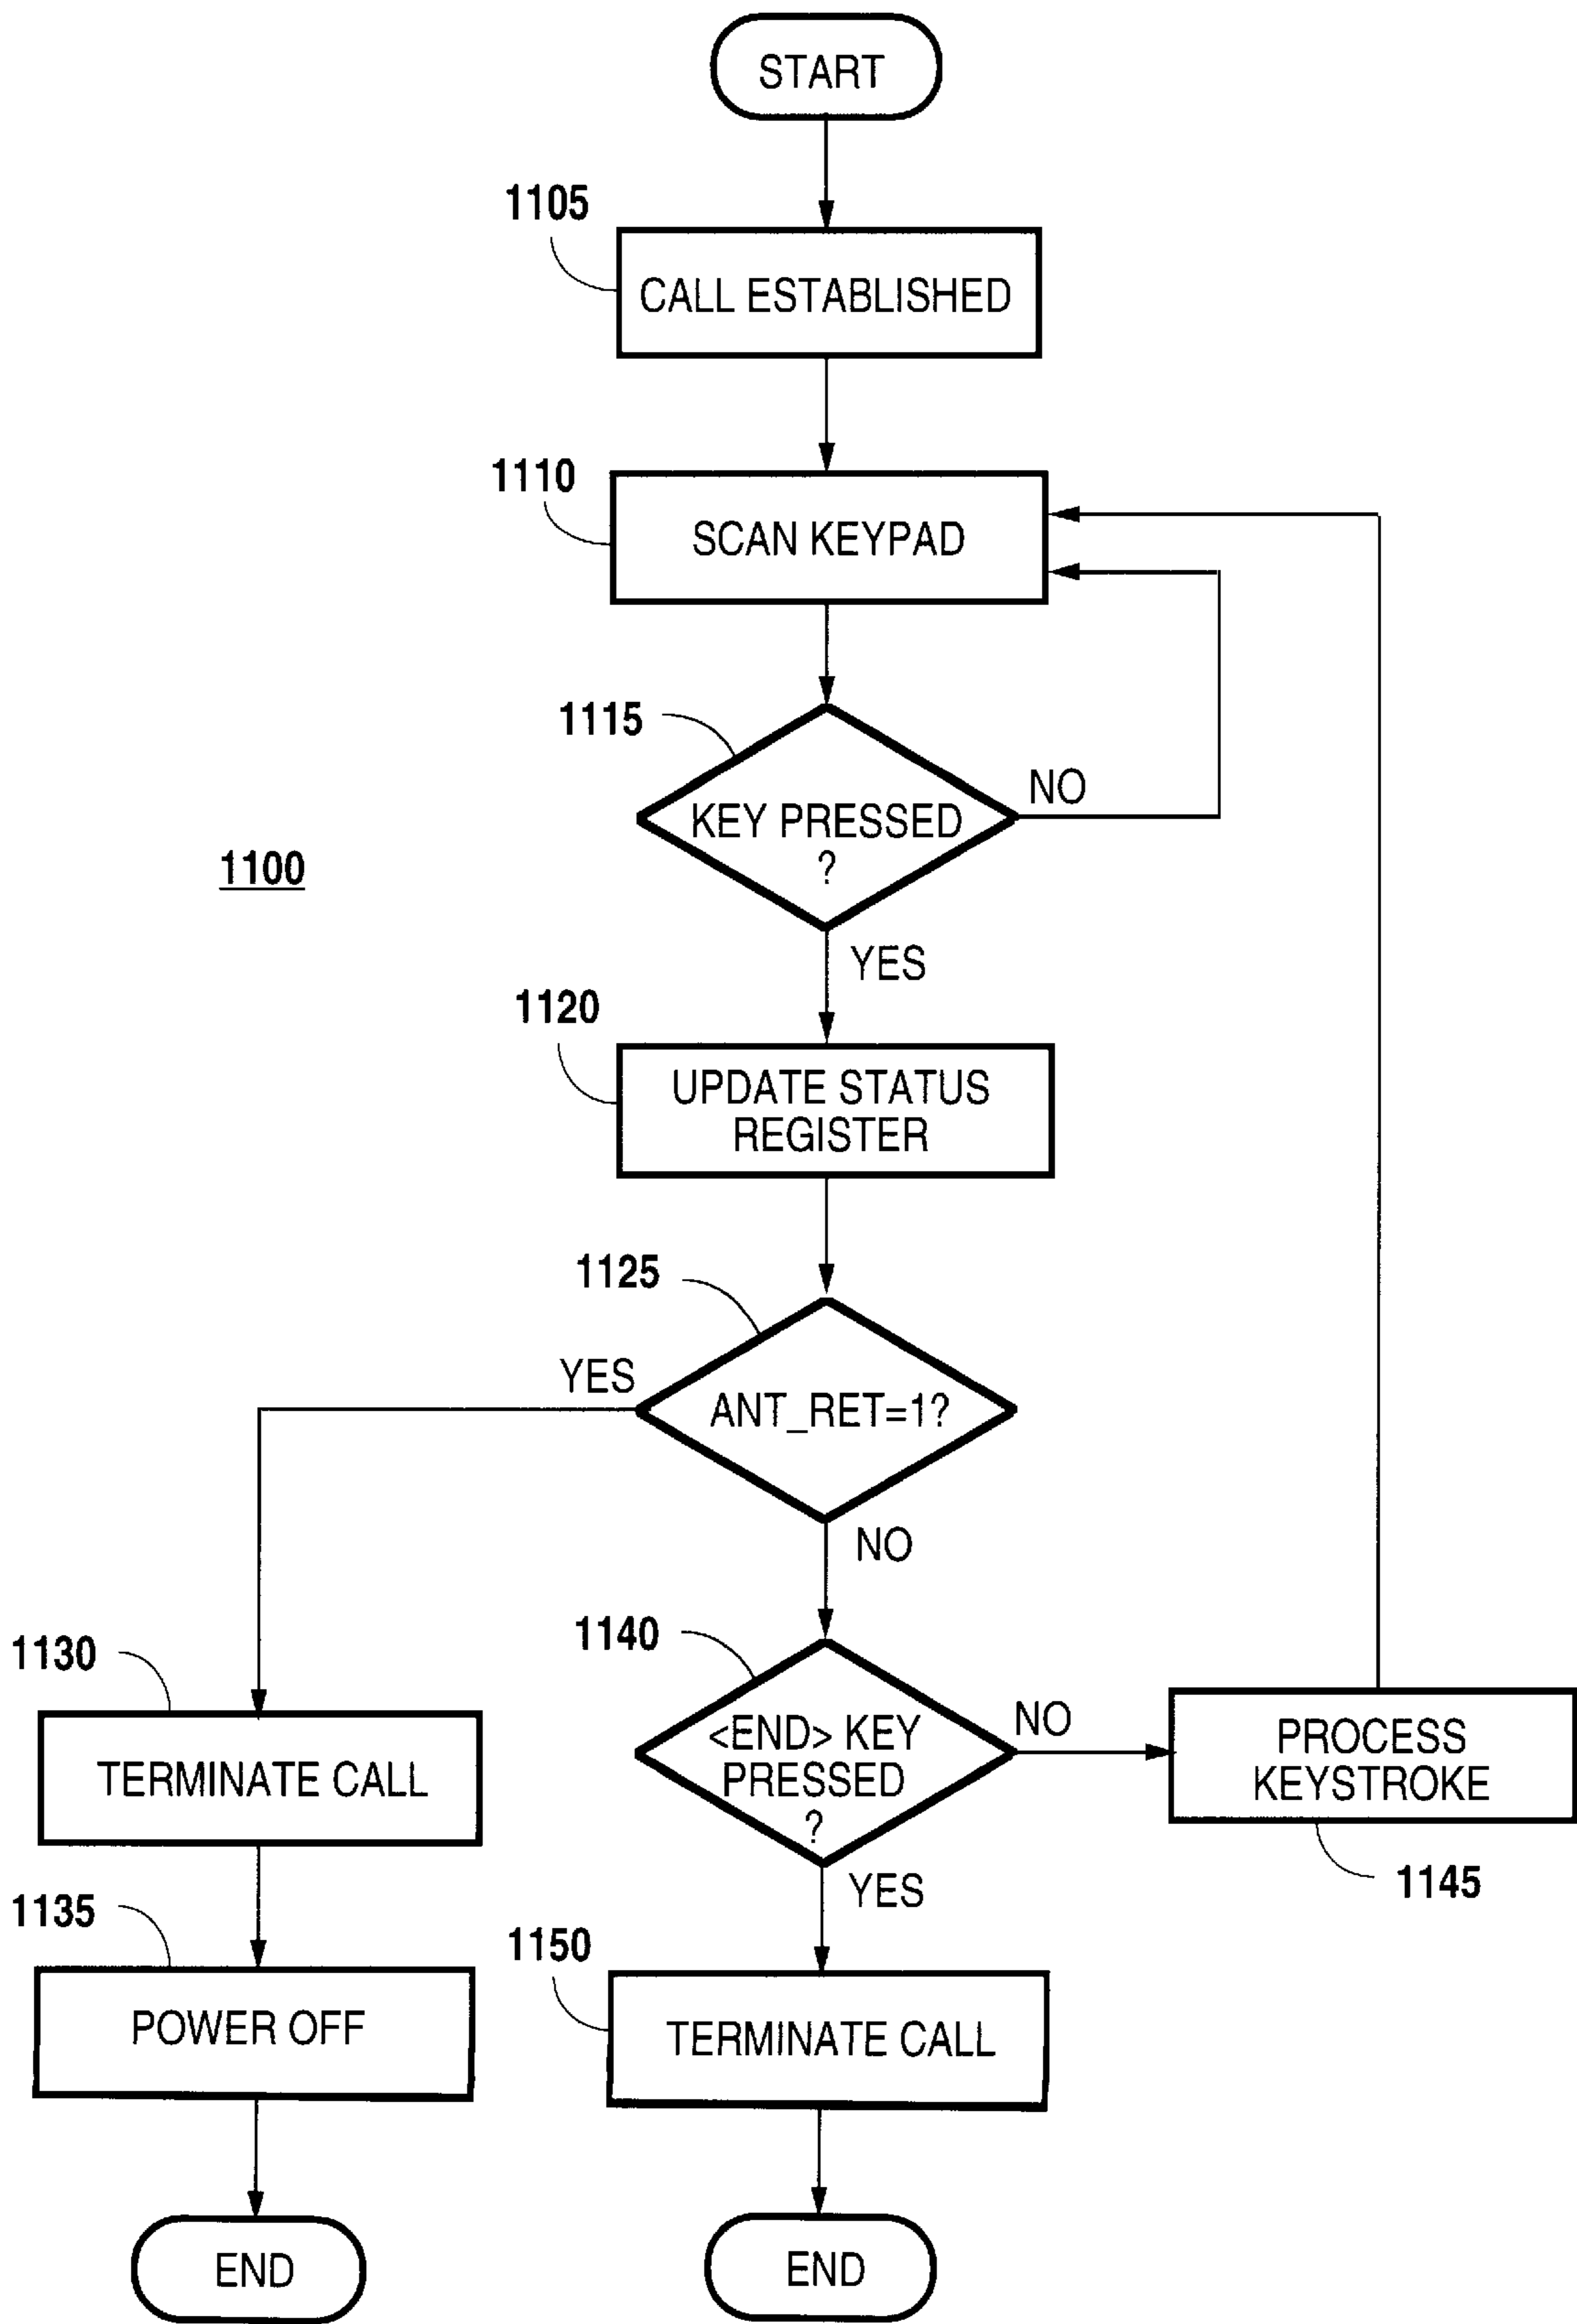 START
1105
CALL ESTABLISHED
1110
SCAN KEYPAD
1115
NO
KEY PRESSED
?
1100
YES
1120
UPDATE STATUS
REGISTER
1125
YES
ANT_RET=1?
NO
1130
1140
<END> KEY
PRESSED
?
NO
PROCESS
KEYSTROKE
TERMINATE CALL
YES
1145
1135
1150
POWER OFF
TERMINATE CALL
END
END